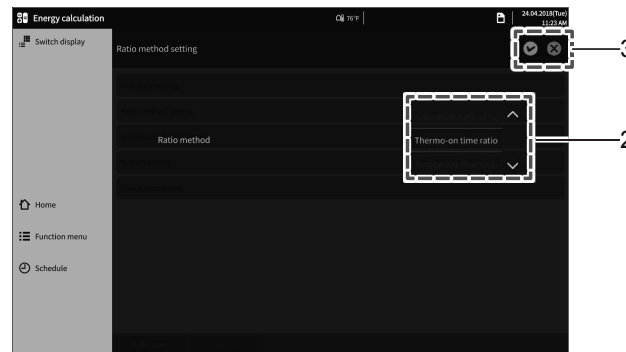 Energy calculation
76°F
24.04.2018(Tue)
11:23 AM
Switch display
Ratio method setting
3
Ratio method
Thermo-on time ratio
2
Home
Function menu
Schedule